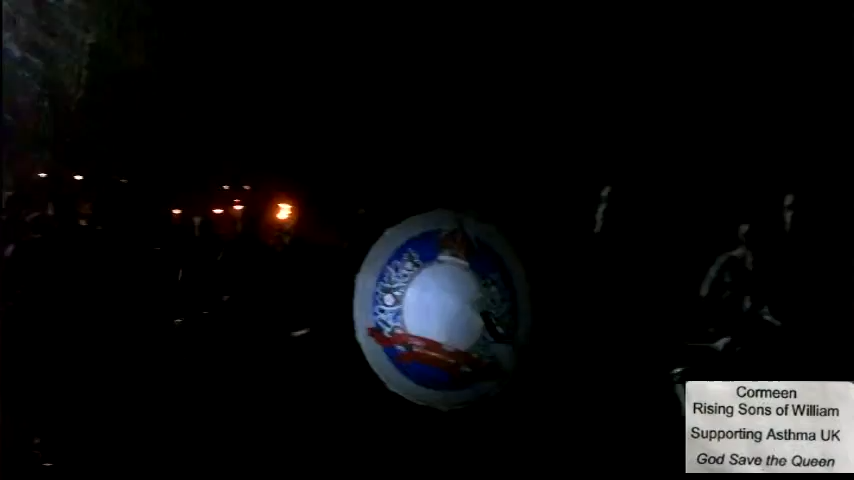 Cormeen
Rising Sons of William
Supporting Asthma UK
God Save the Queen